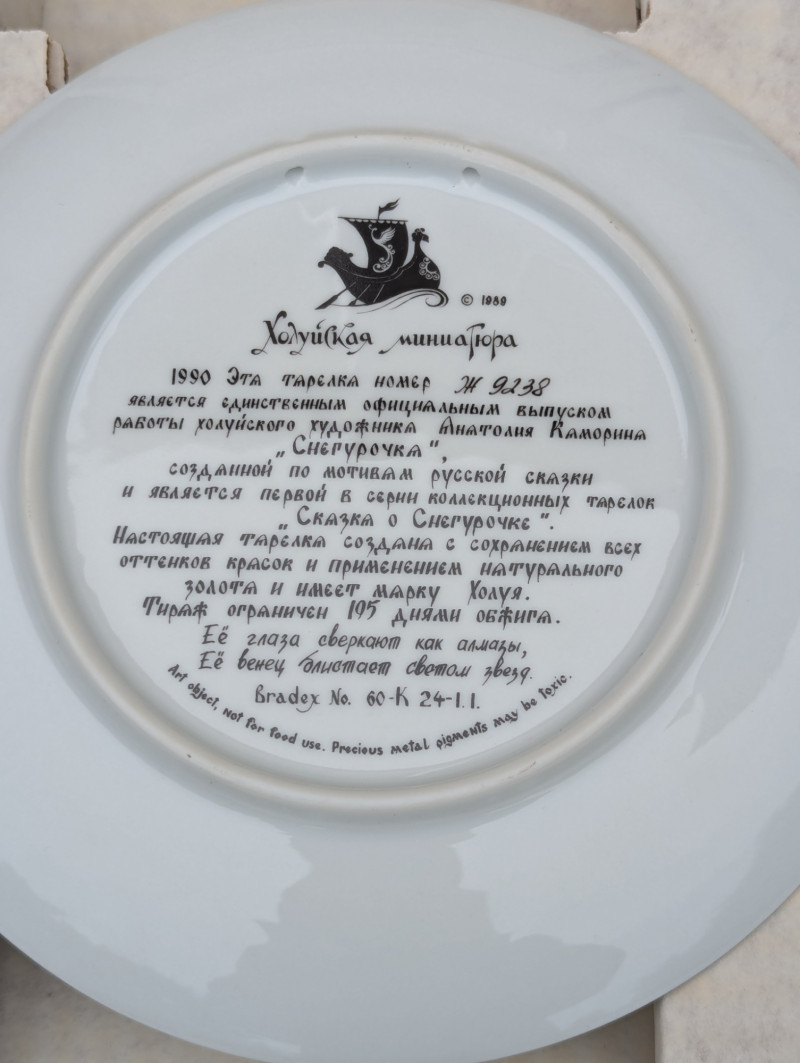 © 1989
Холуйская миниатюра
1990 Эта тарелка номер Ж 9238
является единственным официальным выпуском
работы холуйского художника Анатолия Каморина
„Снегурочка",
созданной по мотивам русской сказки
и является первой в серии коллекционных тарелок
„Сказка о Снегурочке".
Настоящая тарелка создана с сохранением всех
оттенков красок и применением натурального
золота и имеет марку Холуя.
Тираж ограничен 195 днями обжига.
Её глаза сверкают как алмазы,
Её венец блистает светом звезд.
Bradex No. 60-K 24-1.1.
Art object, not for food use. Precious metal pigments may be toxic.